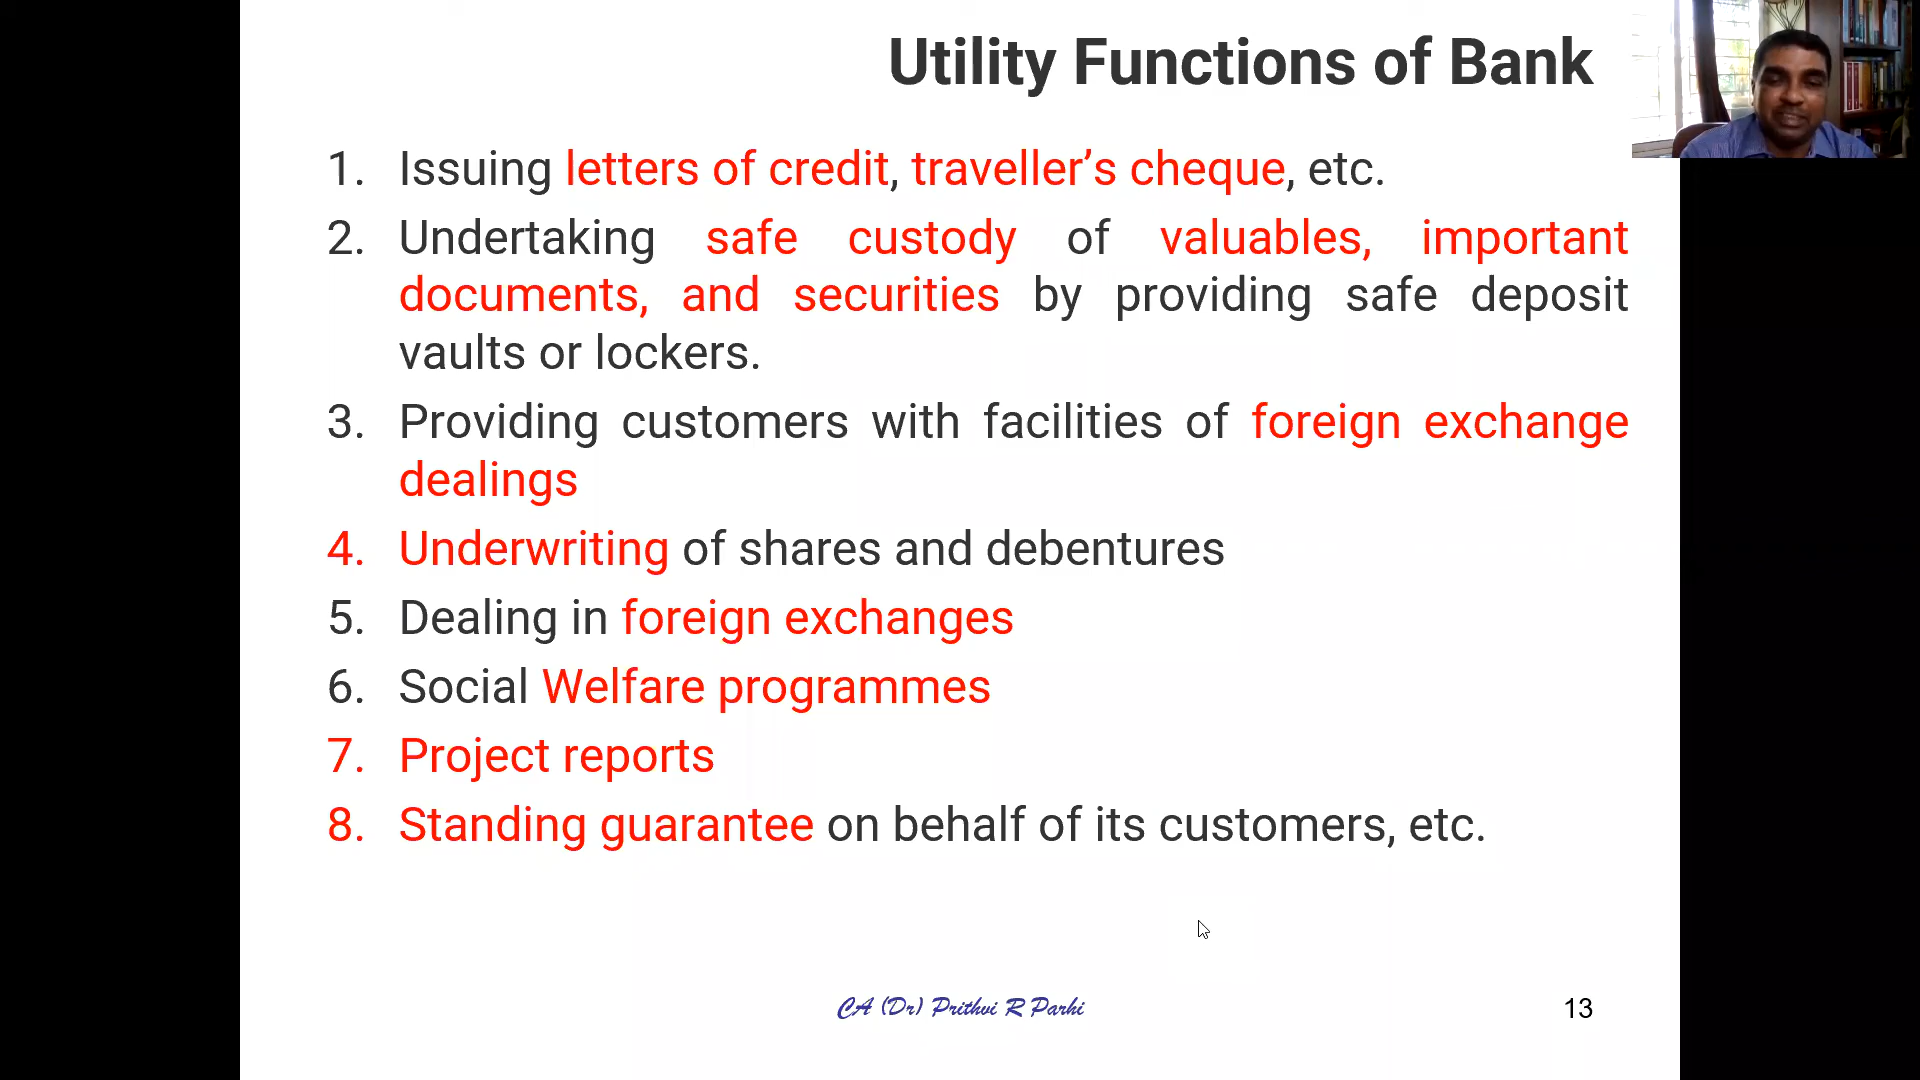 Utility Functions of Bank
1. Issuing letters of credit, traveller’s cheque, etc.
2. Undertaking safe custody of valuables, important
documents, and securities by providing safe deposit
vaults or lockers.
3. Providing customers with facilities of foreign exchange
dealings
4. Underwriting of shares and debentures
5. Dealing in foreign exchanges
6. Social Welfare programmes
7. Project reports
8. Standing guarantee on behalf of its customers, etc.
CA (Dr) Prithvi R Parhi
13